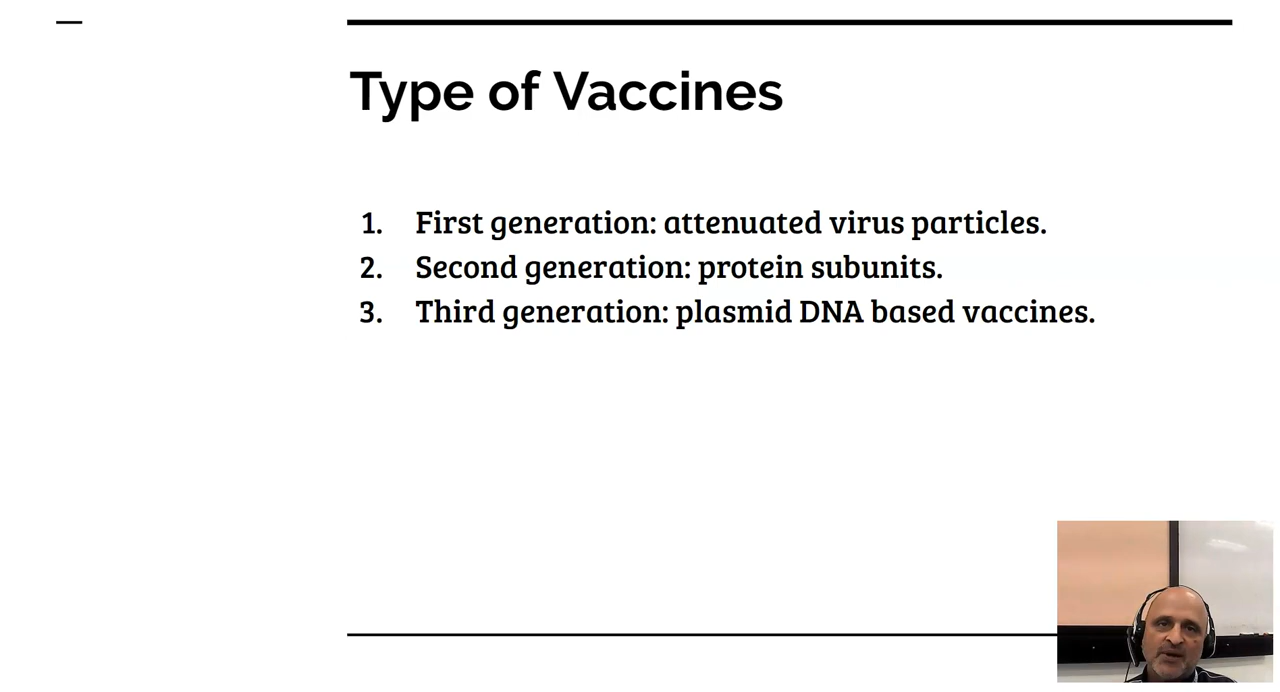 Type of Vaccines
1. First generation: attenuated virus particles.
2. Second generation: protein subunits.
3. Third generation: plasmid DNA based vaccines.